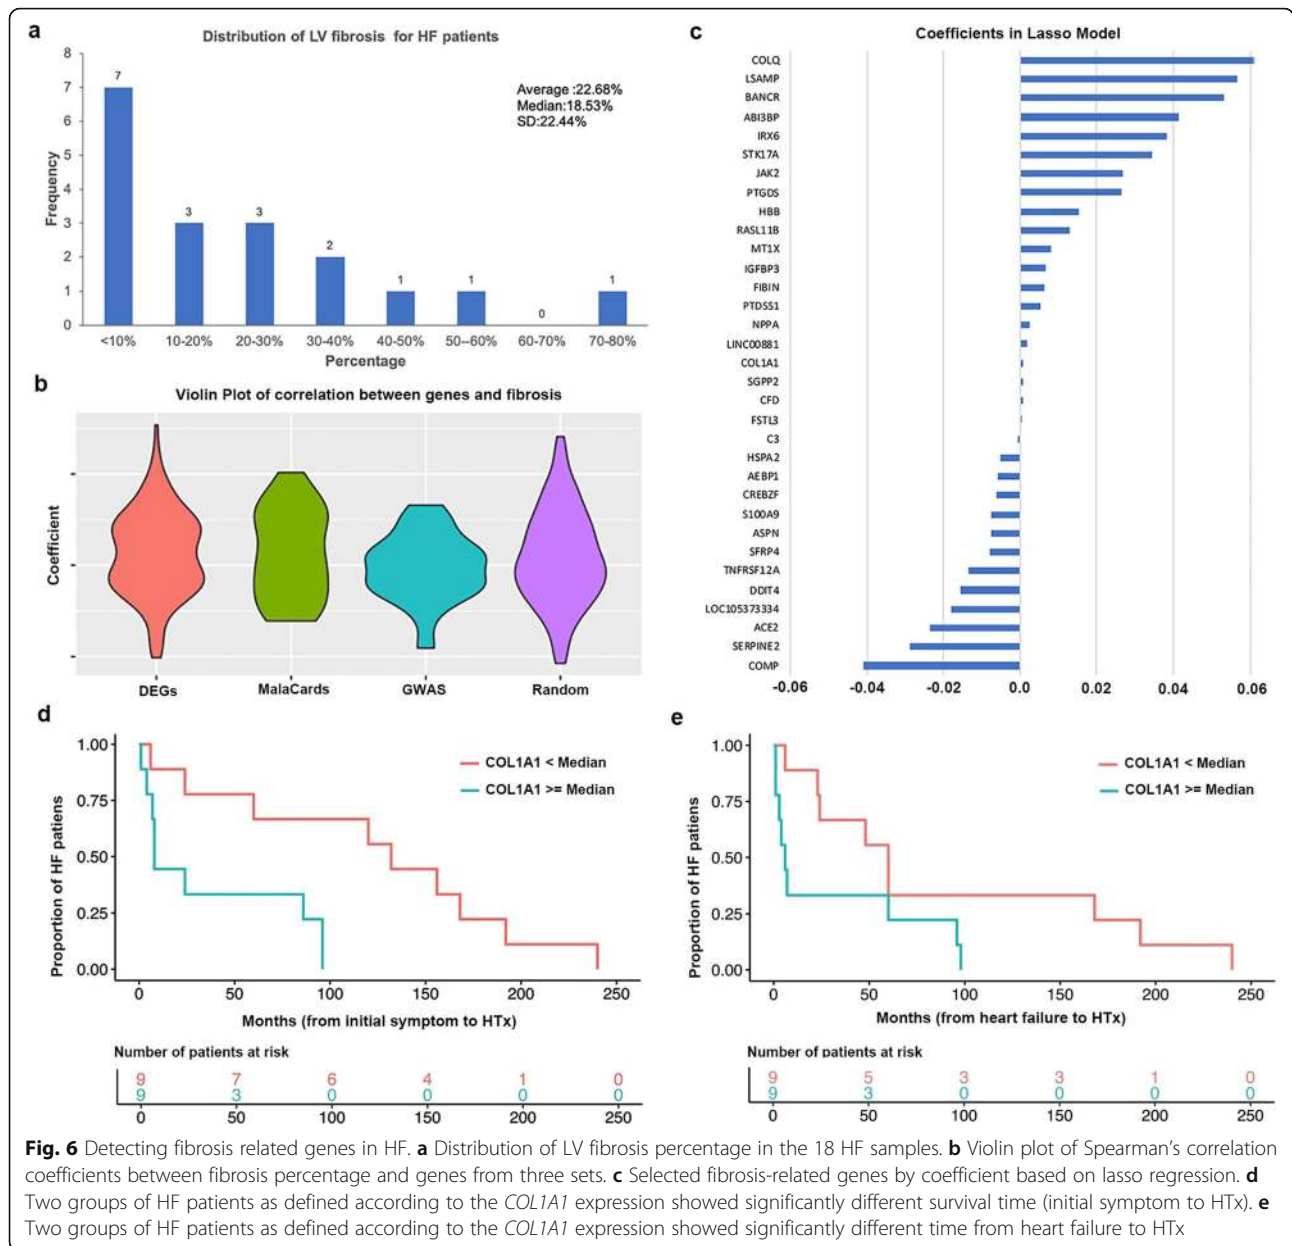 a
Distribution of LV fibrosis for HF patients
Average :22.68%
Median:18.53%
SD:22.44%
Frequency
8
7
6
5
4
3
2
1
0
7
3
3
2
1
1
0
1
<10% 10-20% 20-30% 30-40% 40-50% 50--60% 60-70% 70-80%
Percentage
b
Violin Plot of correlation between genes and fibrosis
Coefficient
DEGs MalaCards GWAS Random
c
Coefficients in Lasso Model
COLQ
LSAMP
BANCR
ABI3BP
IRX6
STK17A
JAK2
PTGDS
HBB
RASL11B
MT1X
IGFBP3
FIBIN
PTDSS1
NPPA
LINC00881
COL1A1
SGPP2
CFD
FSTL3
C3
HSPA2
AEBP1
CREBZF
S100A9
ASPN
SFRP4
TNFRSF12A
DDIT4
LOC105373334
ACE2
SERPINE2
COMP
-0.06 -0.04 -0.02 0.0 0.02 0.04 0.06
d
COL1A1 < Median
COL1A1 >= Median
Proportion of HF patiens
1.00
0.75
0.50
0.25
0.00
0 50 100 150 200 250
Months (from initial symptom to HTx)
Number of patients at risk
9 7 6 4 1 0
9 3 0 0 0 0
0 50 100 150 200 250
e
COL1A1 < Median
COL1A1 >= Median
Proportion of HF patiens
1.00
0.75
0.50
0.25
0.00
0 50 100 150 200 250
Months (from heart failure to HTx)
Number of patients at risk
9 5 3 3 1 0
9 3 0 0 0 0
0 50 100 150 200 250
Fig. 6 Detecting fibrosis related genes in HF. a Distribution of LV fibrosis percentage in the 18 HF samples. b Violin plot of Spearman's correlation
coefficients between fibrosis percentage and genes from three sets. c Selected fibrosis-related genes by coefficient based on lasso regression. d
Two groups of HF patients as defined according to the COL1A1 expression showed significantly different survival time (initial symptom to HTx). e
Two groups of HF patients as defined according to the COL1A1 expression showed significantly different time from heart failure to HTx